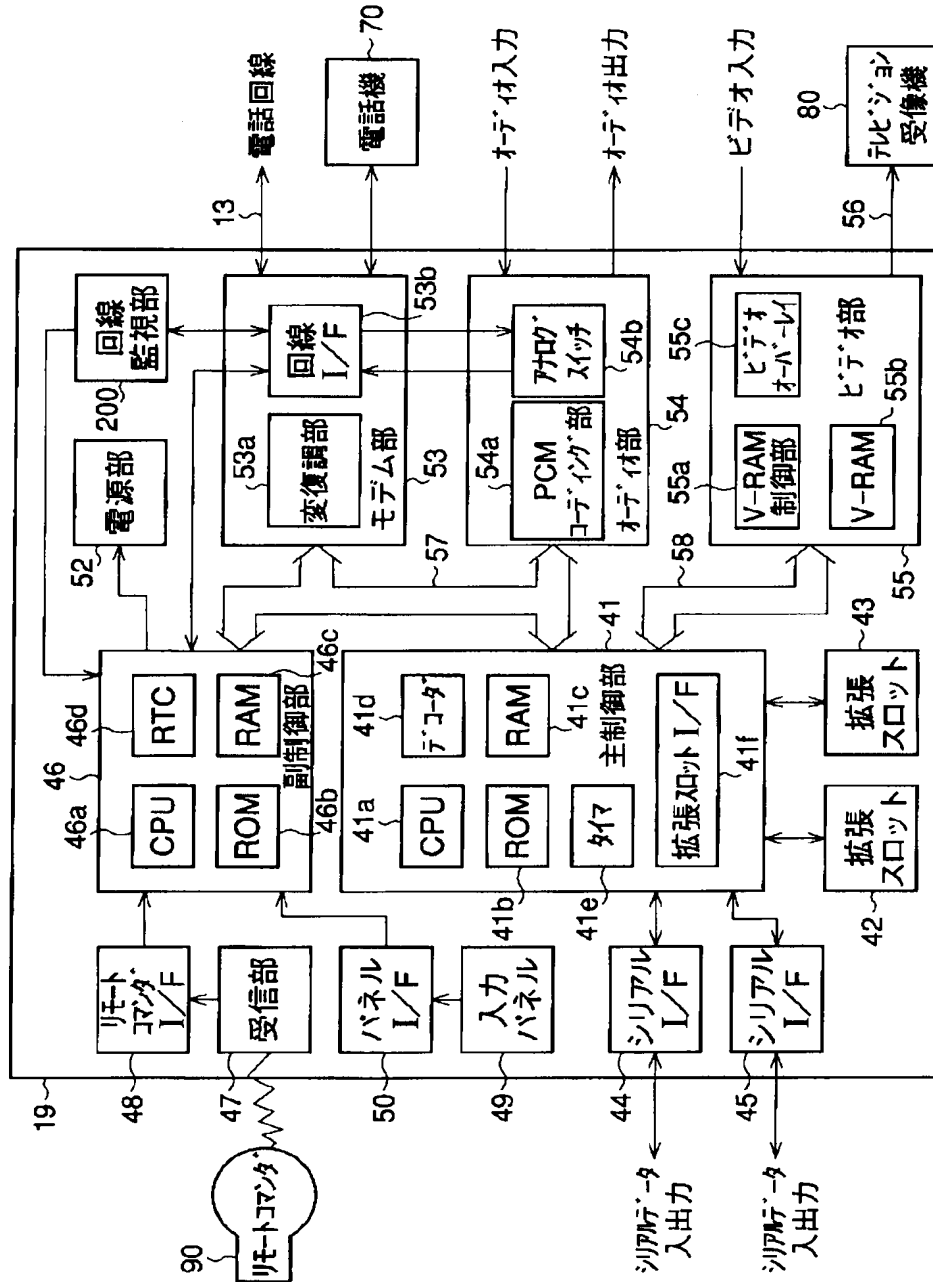 19
90
リモートコマンダ
リモート
コマンダ
I/F
48
受信部
47
パネル
I/F
50
入力
パネル
49
シリアル
I/F
44
シリアル
I/F
45
シリアルデータ
入出力
シリアルデータ
入出力
46
46a
CPU
46d
RTC
ROM
46b
RAM
46c
副制御部
41
41a
CPU
41d
デコーダ
ROM
41b
RAM
41c
タイマ
41e
主制御部
拡張スロットI/F
41f
拡張
スロット
42
拡張
スロット
43
電源部
52
回線
監視部
200
53a
変復調部
回線
I/F
53b
モデム部
53
57
54a
PCM
コーディング部
アナログ
スイッチ
54b
オーディオ部
54
58
55a
V-RAM
制御部
ビデオ
オーバーレイ
55c
V-RAM
55b
ビデオ部
55
13
電話回線
電話機
70
オーディオ入力
オーディオ出力
ビデオ入力
56
テレビジョン
受像機
80